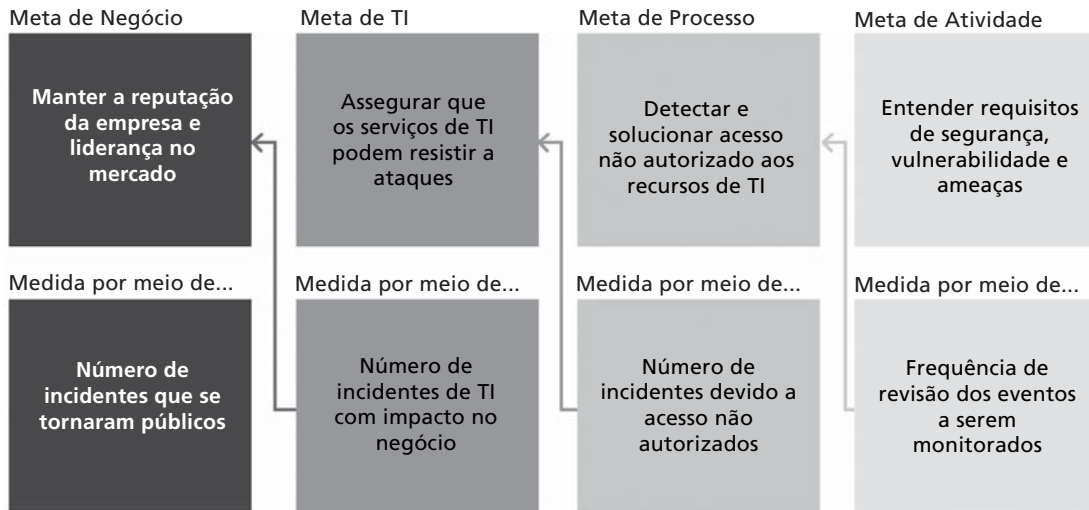 Meta de Negócio
Meta de TI
Meta de Processo
Meta de Atividade
Manter a reputação
da empresa e
liderança no
mercado
Assegurar que
os serviços de TI
podem resistir a
ataques
Detectar e
solucionar acesso
não autorizado aos
recursos de TI
Entender requisitos
de segurança,
vulnerabilidade e
ameaças
Medida por meio de...
Medida por meio de...
Medida por meio de...
Medida por meio de...
Número de
incidentes que se
tornaram públicos
Número de
incidentes de TI
com impacto no
negócio
Número de
incidentes devido a
acesso não
autorizados
Frequência de
revisão dos eventos
a serem
monitorados